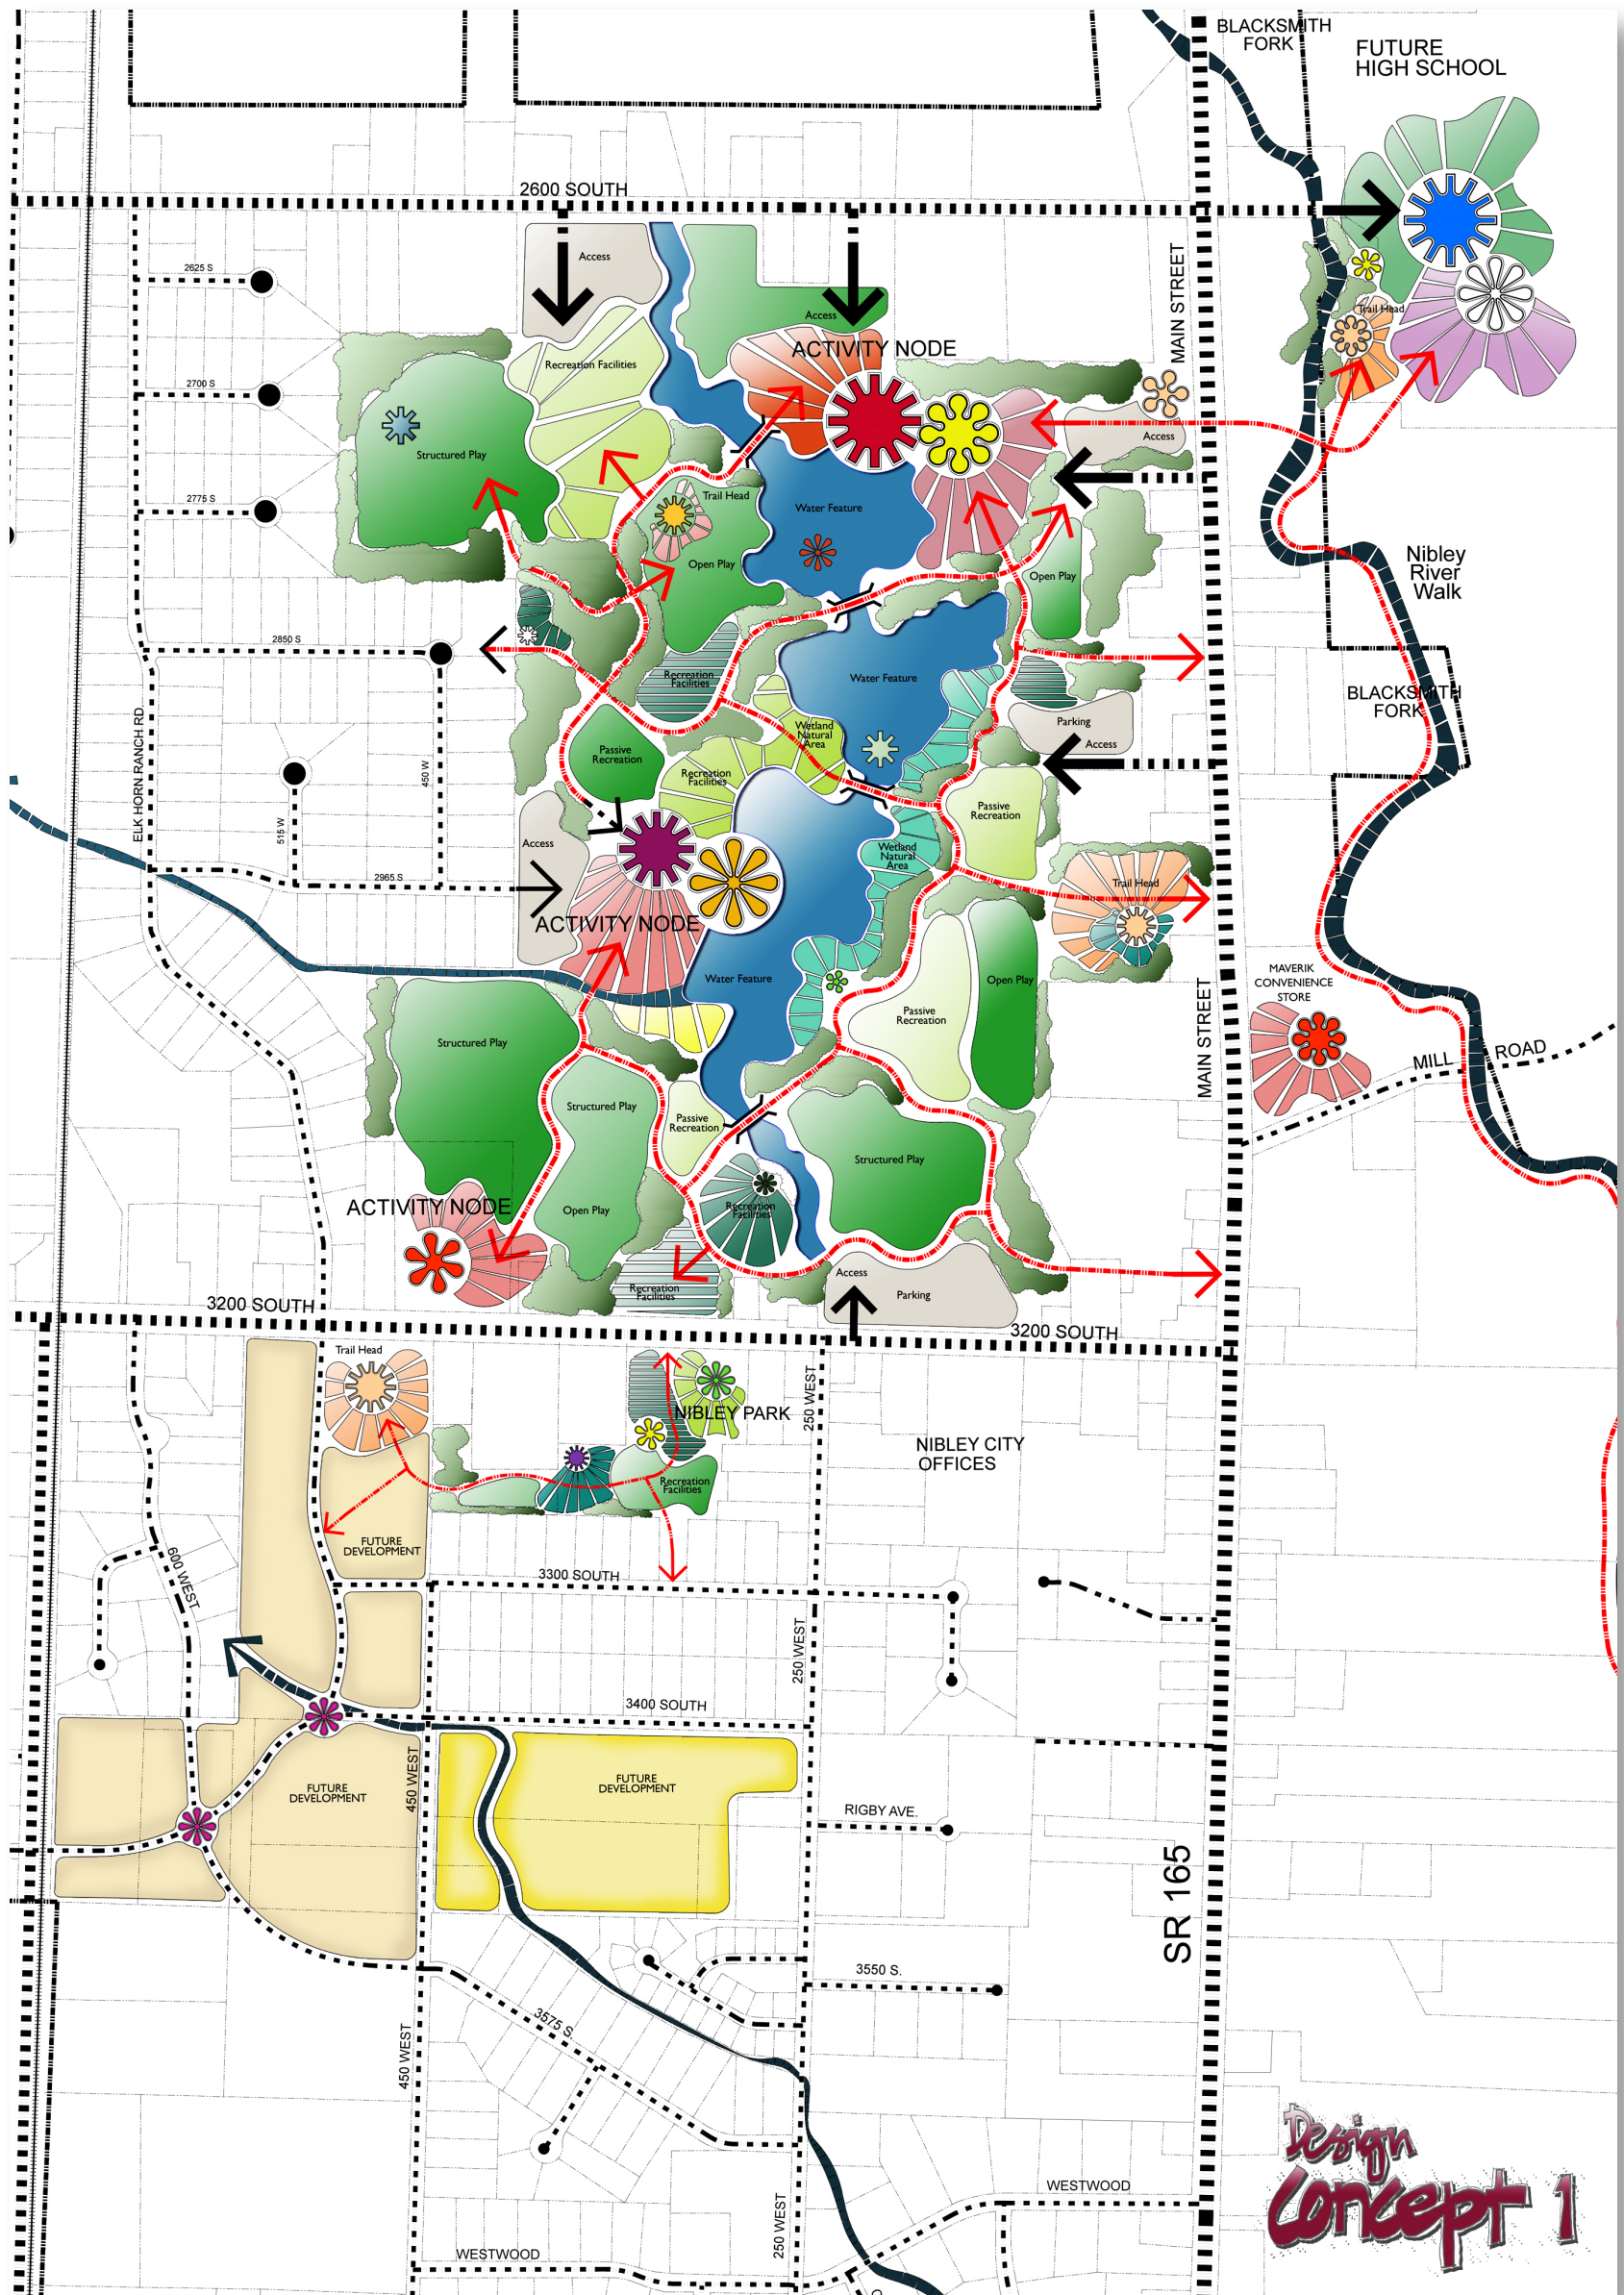 BLACKSMITH
FORK
FUTURE
HIGH SCHOOL
2600 SOUTH
Access
2625 S
MAIN STREET
Access
Trail Head
ACTIVITY NODE
Recreation Facilities
2700 S
Access
Structured Play
Trail Head
2775 S
Water Feature
Open Play
Open Play
Nibley
River
Walk
2850 S
Recreation
Facilities
Water Feature
BLACKSMITH
FORK
ELK HORN RANCH RD.
Parking
Access
Wetland
Natural
Area
Passive
Recreation
450 W
Recreation
Facilities
Passive
Recreation
515 W
Access
Wetland
Natural
Area
2965 S
Trail Head
ACTIVITY NODE
Water Feature
Open Play
MAVERIK
CONVENIENCE
STORE
Passive
Recreation
MAIN STREET
Structured Play
MILL
ROAD
Structured Play
Passive
Recreation
Structured Play
ACTIVITY NODE
Open Play
Recreation
Facilities
Access
Recreation
Facilities
Parking
3200 SOUTH
3200 SOUTH
Trail Head
NIBLEY PARK
250 WEST
NIBLEY CITY
OFFICES
Recreation
Facilities
FUTURE
DEVELOPMENT
600 WEST
3300 SOUTH
250 WEST
3400 SOUTH
FUTURE
DEVELOPMENT
450 WEST
FUTURE
DEVELOPMENT
RIGBY AVE.
SR 165
3550 S.
3575 S.
450 WEST
Design
Concept 1
WESTWOOD
250 WEST
WESTWOOD